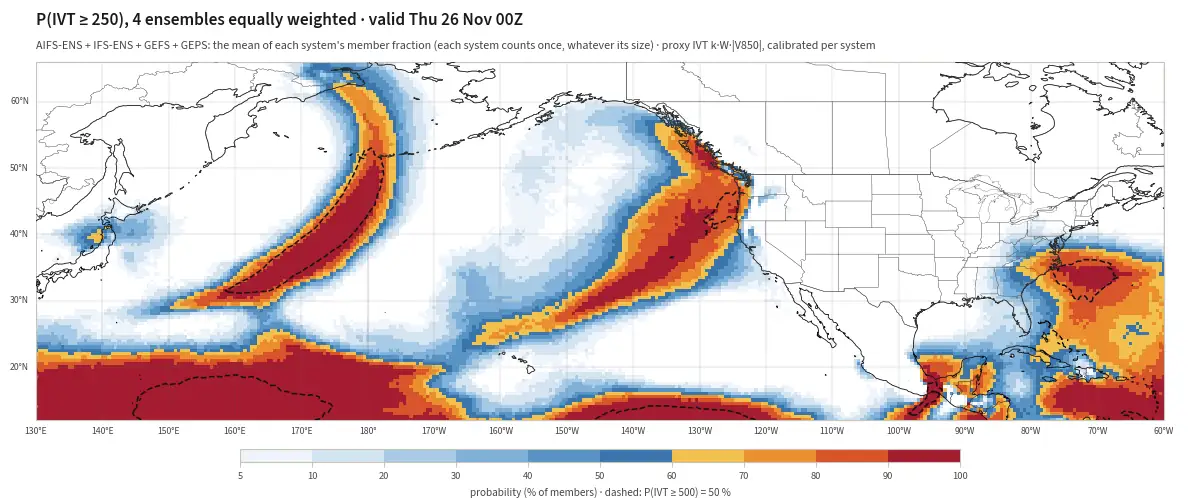 P(IVT ≥ 250), 4 ensembles equally weighted · valid Thu 26 Nov 00Z
AIFS-ENS + IFS-ENS + GEFS + GEPS: the mean of each system's member fraction (each system counts once, whatever its size) · proxy IVT k·W·|V850|, calibrated per system
60°N
50°N
40°N
30°N
20°N
130°E 140°E 150°E 160°E 170°E 180° 170°W 160°W 150°W 140°W 130°W 120°W 110°W 100°W 90°W 80°W 70°W 60°W
5 10 20 30 40 50 60 70 80 90 100
probability (% of members) · dashed: P(IVT ≥ 500) = 50 %